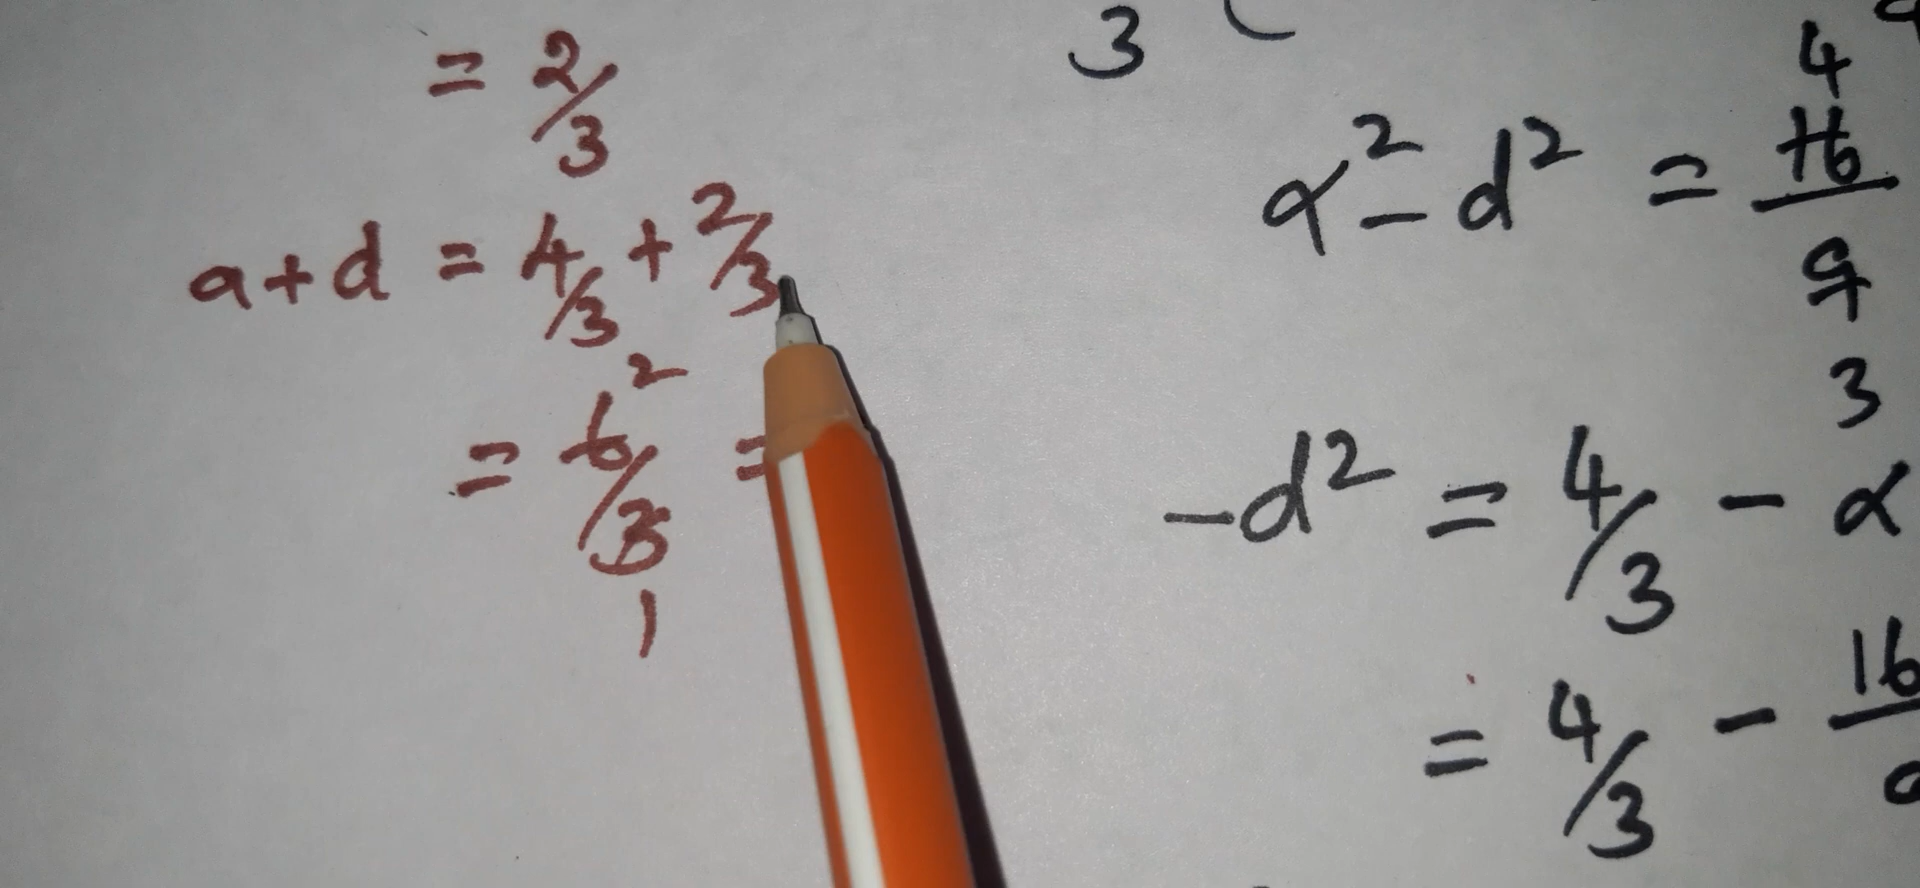 = 2/3
a+d = 4/3 + 2/3
2
= 6/3 =
1
3 (
4
α² - d² = 16/9
3
-d² = 4/3 - α
= 4/3 - 16